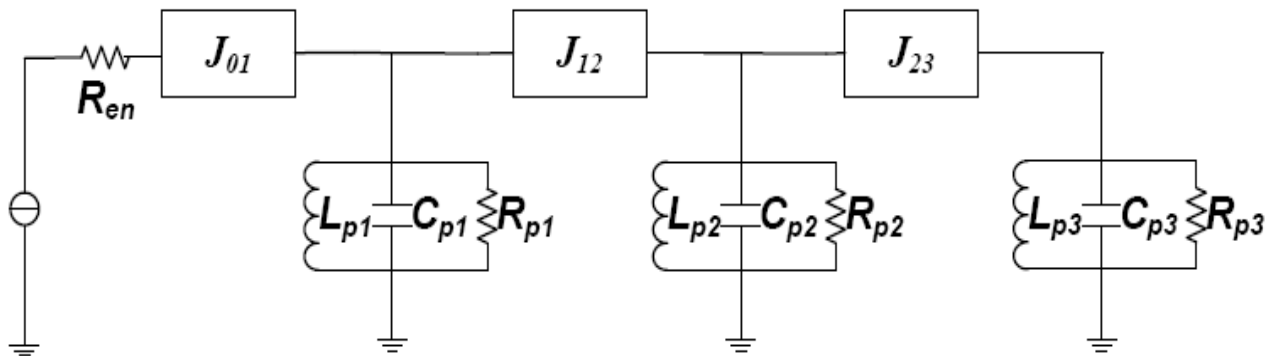 J01 J12 J23
Ren
Lp1 Cp1 Rp1 Lp2 Cp2 Rp2 Lp3 Cp3 Rp3